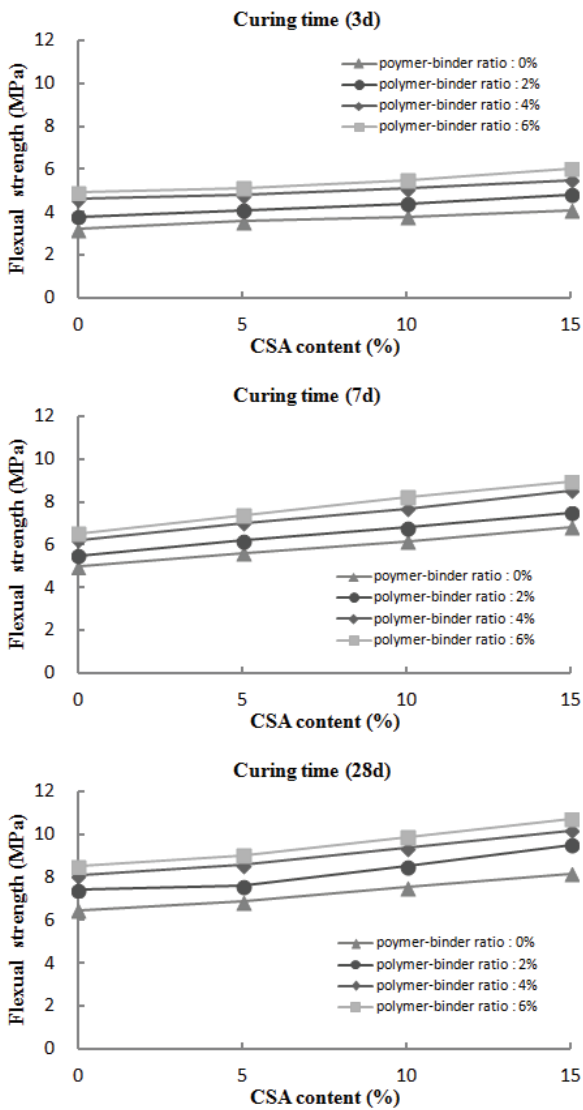 Curing time (3d)
12
10
8
6
4
2
0
Flexual strength (MPa)
poymer-binder ratio : 0%
polymer-binder ratio : 2%
polymer-binder ratio : 4%
polymer-binder ratio : 6%
0 5 10 15
CSA content (%)
Curing time (7d)
12
10
8
6
4
2
0
Flexual strength (MPa)
poymer-binder ratio : 0%
polymer-binder ratio : 2%
polymer-binder ratio : 4%
polymer-binder ratio : 6%
0 5 10 15
CSA content (%)
Curing time (28d)
12
10
8
6
4
2
0
Flexual strength (MPa)
poymer-binder ratio : 0%
polymer-binder ratio : 2%
polymer-binder ratio : 4%
polymer-binder ratio : 6%
0 5 10 15
CSA content (%)